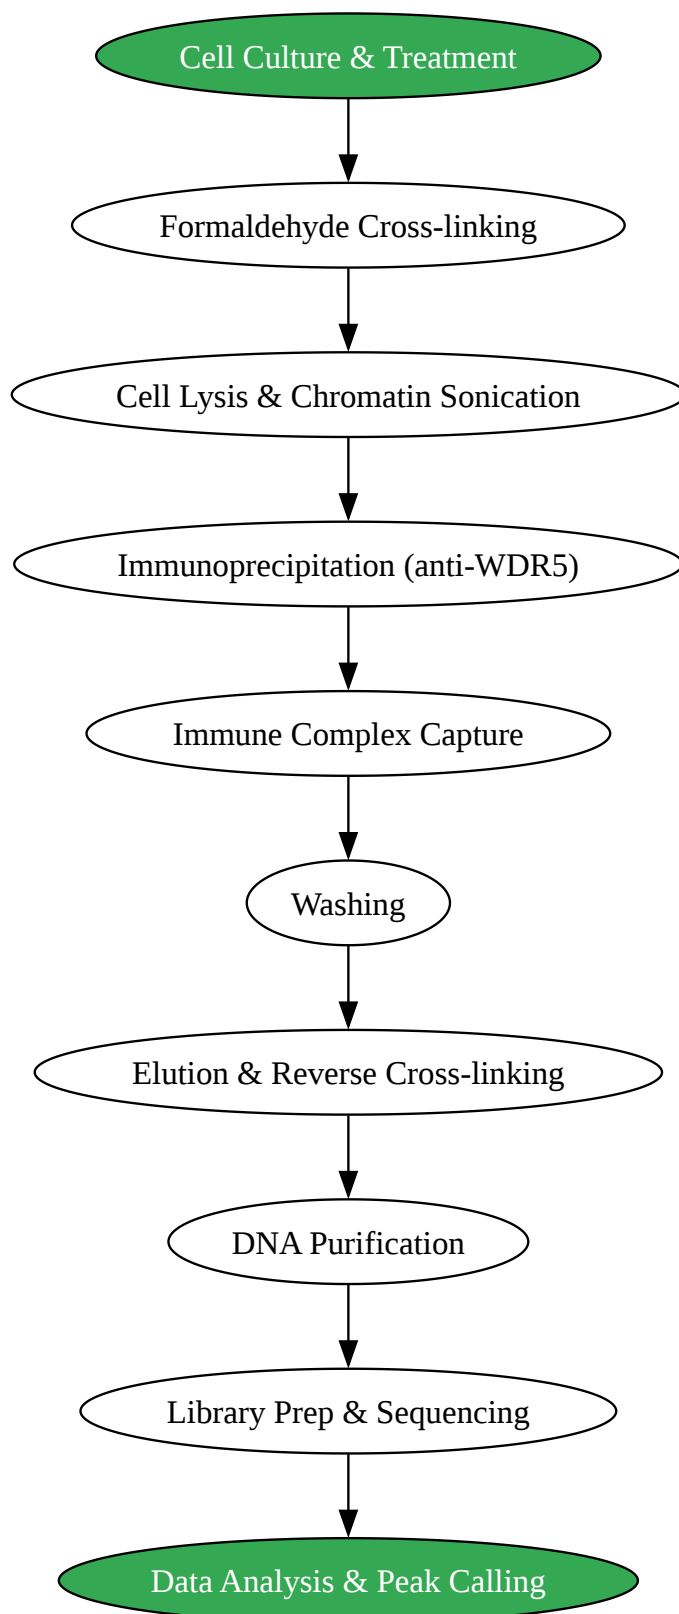 Cell Culture & Treatment
Formaldehyde Cross-linking
Cell Lysis & Chromatin Sonication
Immunoprecipitation (anti-WDR5)
Immune Complex Capture
Washing
Elution & Reverse Cross-linking
DNA Purification
Library Prep & Sequencing
Data Analysis & Peak Calling